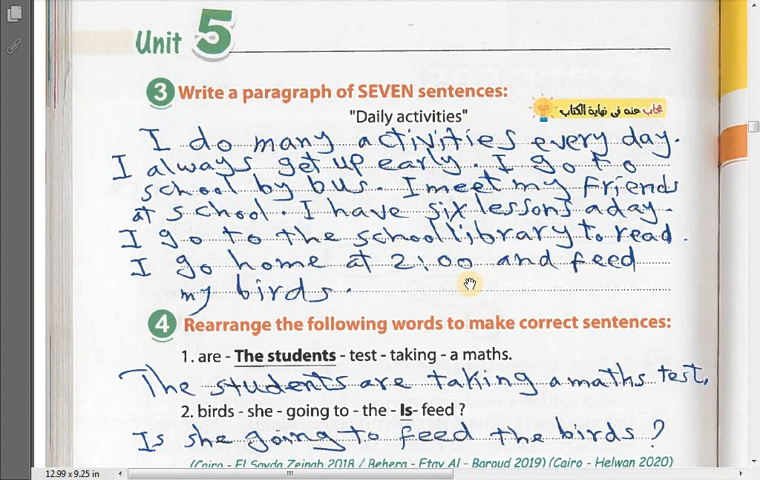 Unit 5
3 Write a paragraph of SEVEN sentences:
مجاب عنه فى نهاية الكتاب
"Daily activities"
I do many activities every day.
I always get up early. I go to
school by bus. I meet my friends
at school. I have six lessons a day.
I go to the school library to read.
I go home at 2:00 and feed
my birds.
4 Rearrange the following words to make correct sentences:
1. are - The students - test - taking - a maths.
The students are taking a maths test.
2. birds - she - going to - the - Is - feed ?
Is she going to feed the birds?
(Cairo - El Sayda Zeinab 2018 / Behera - Etay Al - Baroud 2019) (Cairo - Helwan 2020)
12.99 x 9.25 in